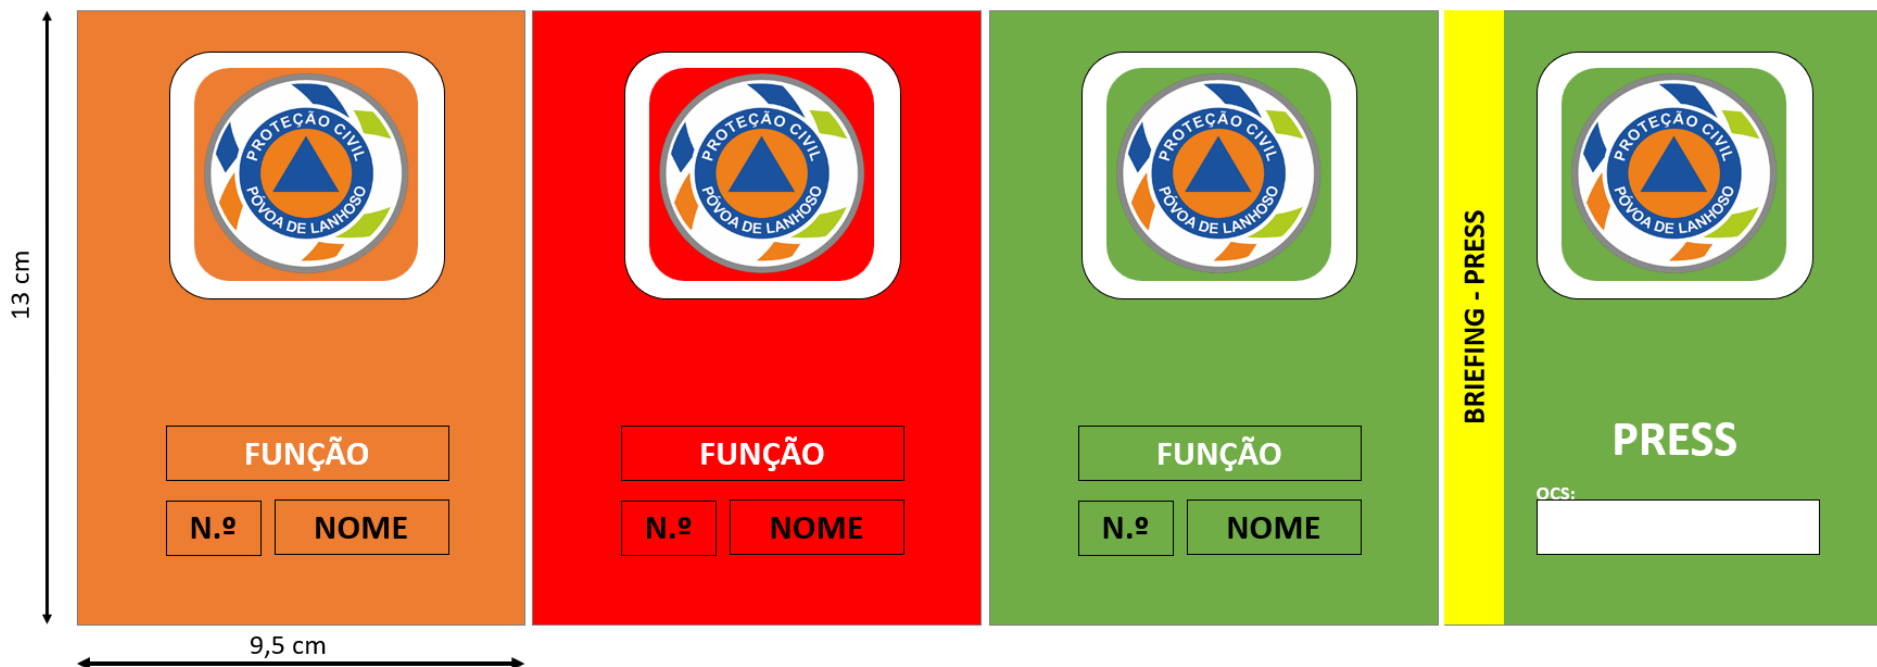 13 cm
9,5 cm
PROTEÇÃO CIVIL
PÓVOA DE LANHOSO
FUNÇÃO
N.º NOME
PROTEÇÃO CIVIL
PÓVOA DE LANHOSO
FUNÇÃO
N.º NOME
PROTEÇÃO CIVIL
PÓVOA DE LANHOSO
FUNÇÃO
N.º NOME
BRIEFING - PRESS
PROTEÇÃO CIVIL
PÓVOA DE LANHOSO
PRESS
OCS: